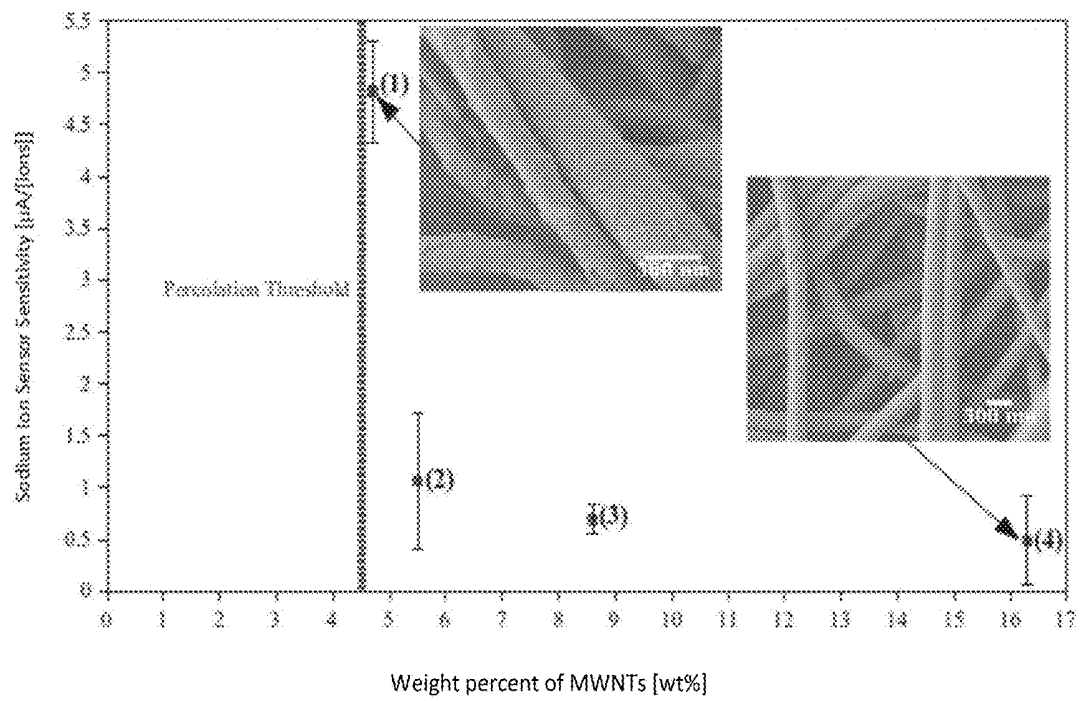 Sodium Ion Sensor Sensitivity [μA/[ions]]
5.5
5
4.5
4
3.5
3
2.5
2
1.5
1
0.5
0
Percolation Threshold
(1)
(2)
(3)
(4)
100 nm
100 nm
0 1 2 3 4 5 6 7 8 9 10 11 12 13 14 15 16 17
Weight percent of MWNTs [wt%]